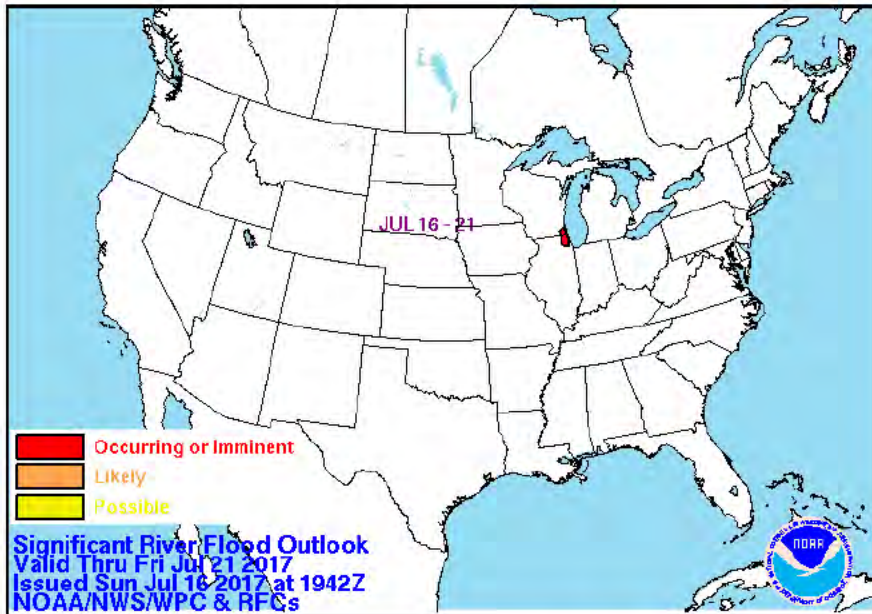 JUL 16 - 21
Occurring or Imminent
Likely
Possible
Significant River Flood Outlook
Valid Thru Fri Jul 21 2017
Issued Sun Jul 16 2017 at 1942Z
NOAA/NWS/WPC & RFCs
NOAA